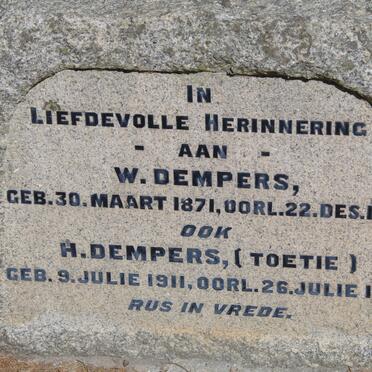 IN
LIEFDEVOLLE HERINNERING
- AAN -
W. DEMPERS,
GEB. 30. MAART 1871, OORL. 22. DES.
OOK
H. DEMPERS, (TOETIE)
GEB. 9. JULIE 1911, OORL. 26. JULIE
RUS IN VREDE.